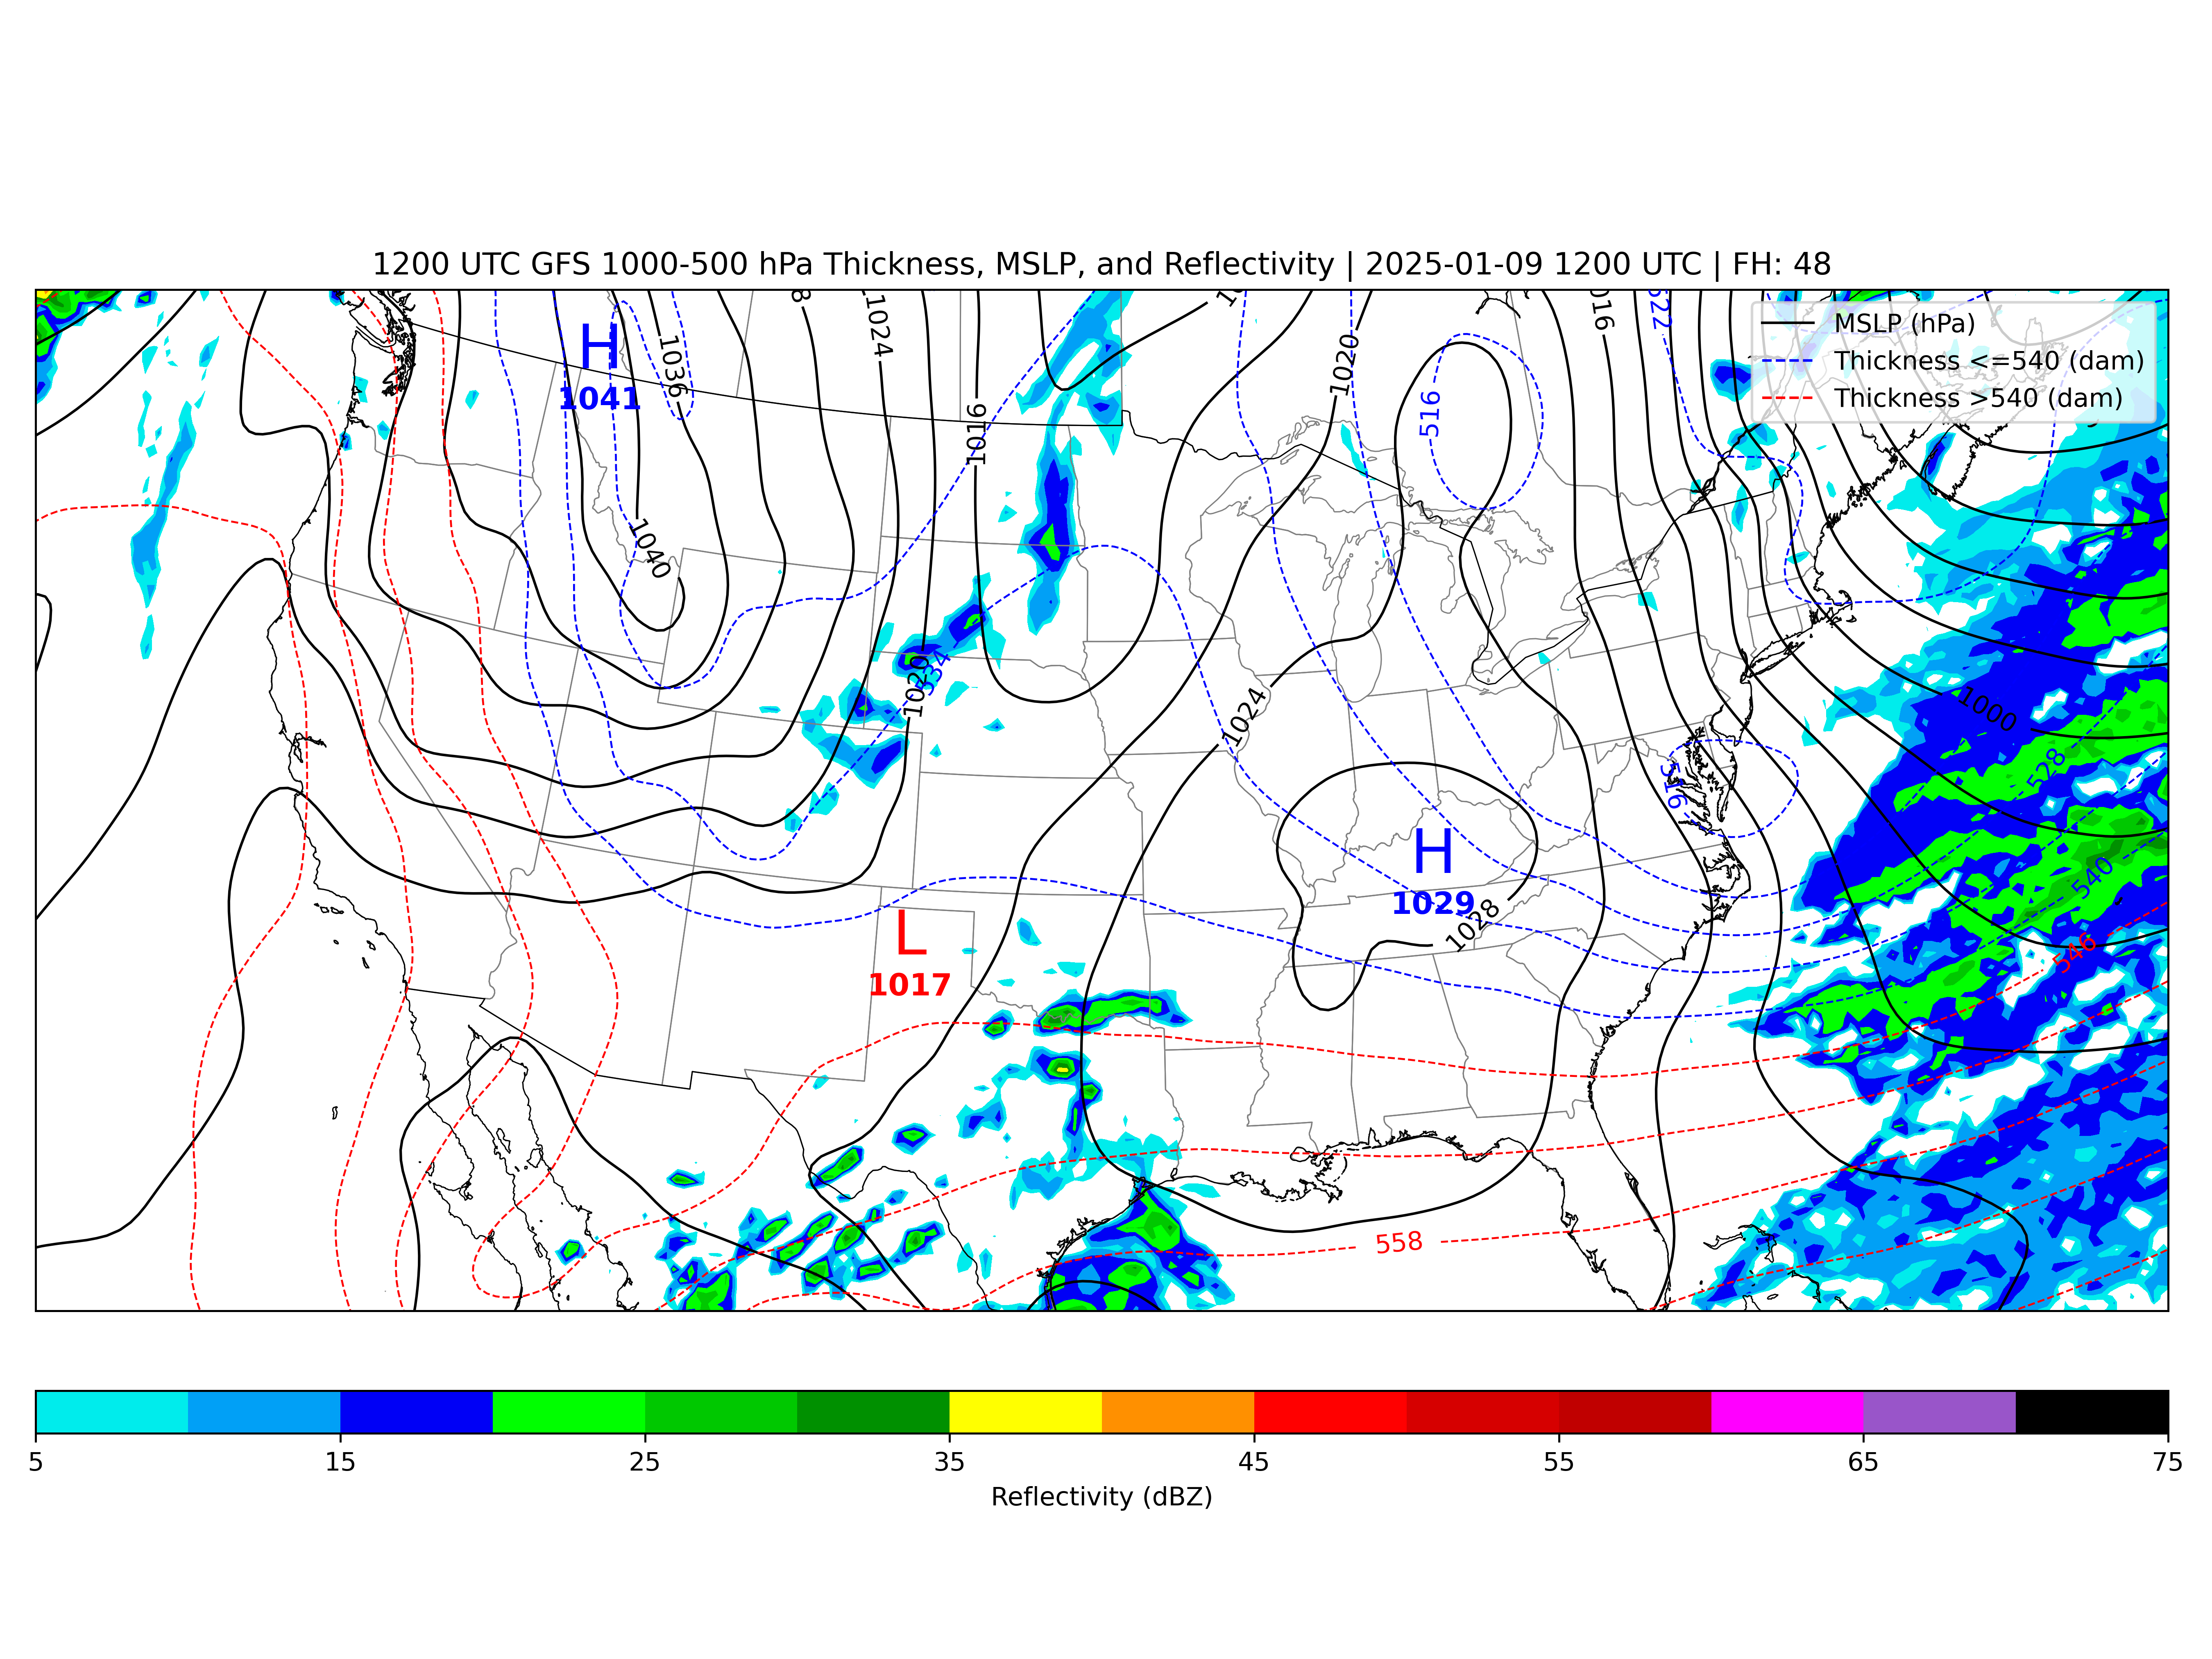 1200 UTC GFS 1000-500 hPa Thickness, MSLP, and Reflectivity | 2025-01-09 1200 UTC | FH: 48
MSLP (hPa)
Thickness <=540 (dam)
Thickness >540 (dam)
H
1041
1036
1024
1016
1020
516
1040
534
1020
1024
1000
528
516
H
1029
1028
540
546
L
1017
558
5 15 25 35 45 55 65 75
Reflectivity (dBZ)